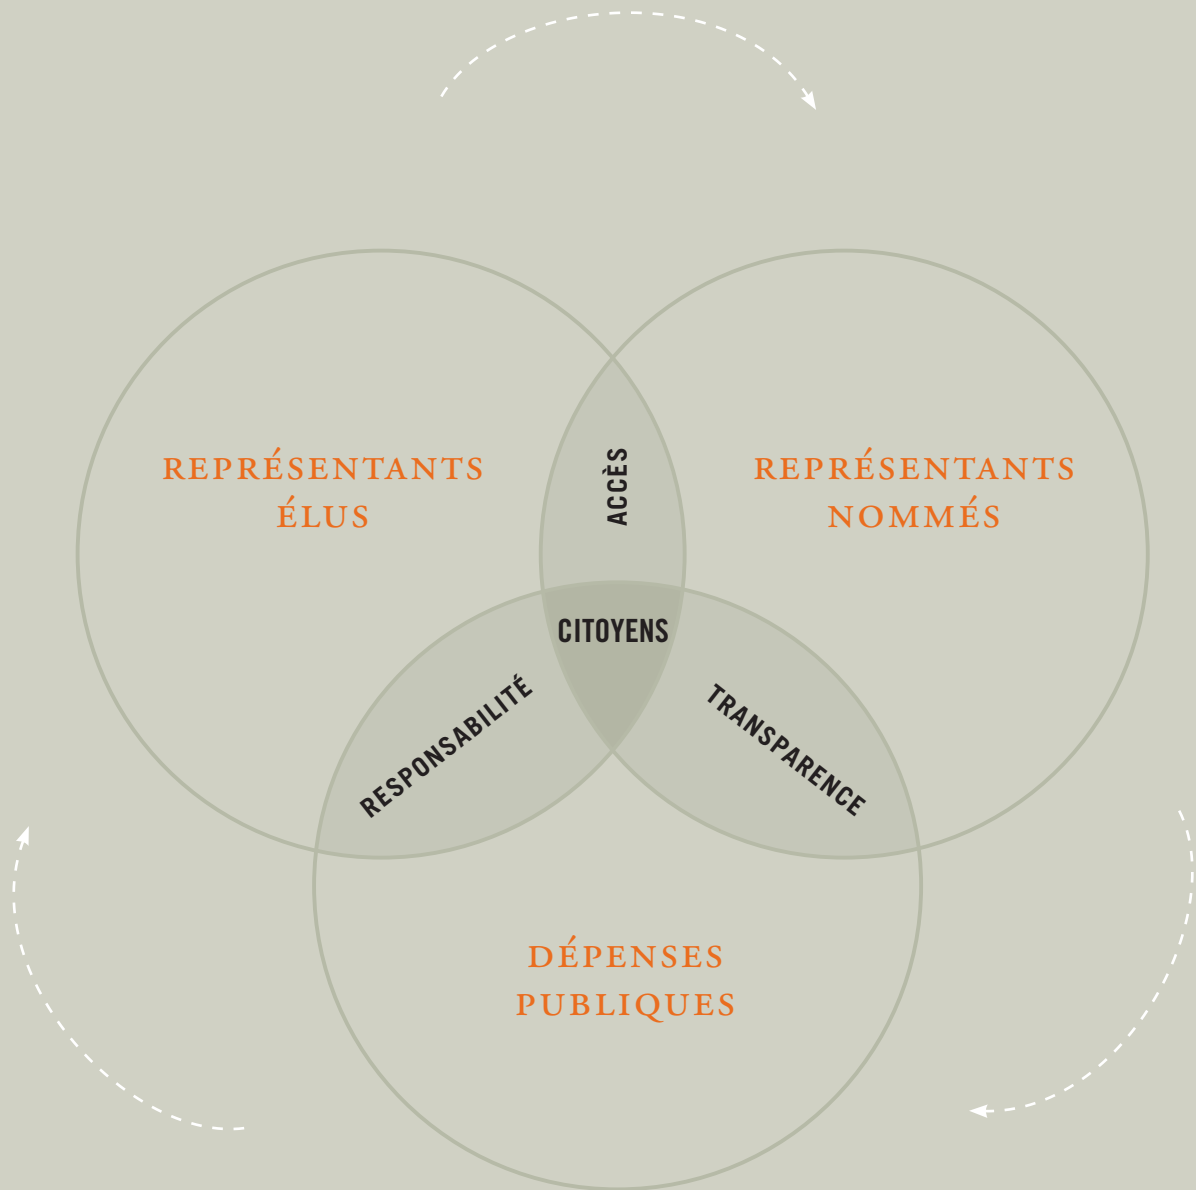 REPRÉSENTANTS
ÉLUS
REPRÉSENTANTS
NOMMÉS
ACCÈS
CITOYENS
RESPONSABILITÉ
TRANSPARENCE
DÉPENSES
PUBLIQUES